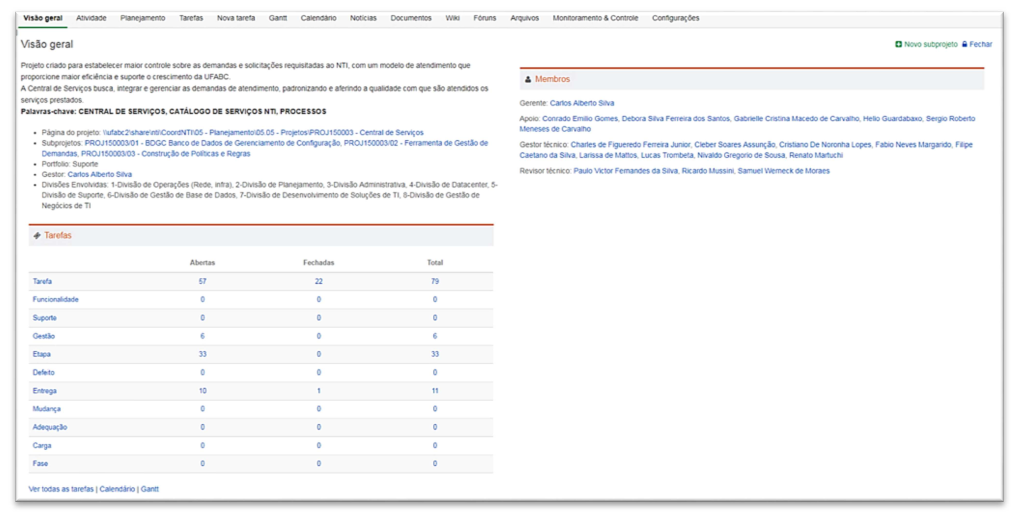 Visão geral Atividade Planejamento Tarefas Nova tarefa Gantt Calendário Notícias Documentos Wiki Fóruns Arquivos Monitoramento & Controle Configurações
Visão geral
Novo subprojeto Fechar
Projeto criado para estabelecer maior controle sobre as demandas e solicitações requisitadas ao NTI, com um modelo de atendimento que
proporcione maior eficiência e suporte o crescimento da UFABC.
A Central de Serviços busca, integrar e gerenciar as demandas de atendimento, padronizando e aferindo a qualidade com que são atendidos os
serviços prestados.
Palavras-chave: CENTRAL DE SERVIÇOS, CATÁLOGO DE SERVIÇOS NTI, PROCESSOS
Página do projeto: \\ufabc2\share\nti\CoordNTI\05 - Planejamento\05.05 - Projetos\PROJ150003 - Central de Serviços
Subprojetos: PROJ150003/01 - BDGC Banco de Dados de Gerenciamento de Configuração, PROJ150003/02 - Ferramenta de Gestão de
Demandas, PROJ150003/03 - Construção de Políticas e Regras
Portfolio: Suporte
Gestor: Carlos Alberto Silva
Divisões Envolvidas: 1-Divisão de Operações (Rede, infra), 2-Divisão de Planejamento, 3-Divisão Administrativa, 4-Divisão de Datacenter, 5-
Divisão de Suporte, 6-Divisão de Gestão de Base de Dados, 7-Divisão de Desenvolvimento de Soluções de TI, 8-Divisão de Gestão de
Negócios de TI
Tarefas
Abertas Fechadas Total
Tarefa 57 22 79
Funcionalidade 0 0 0
Suporte 0 0 0
Gestão 6 0 6
Etapa 33 0 33
Defeito 0 0 0
Entrega 10 1 11
Mudança 0 0 0
Adequação 0 0 0
Carga 0 0 0
Fase 0 0 0
Ver todas as tarefas | Calendário | Gantt
Membros
Gerente: Carlos Alberto Silva
Apoio: Conrado Emilio Gomes, Debora Silva Ferreira dos Santos, Gabrielle Cristina Macedo de Carvalho, Helio Guardabaxo, Sergio Roberto
Meneses de Carvalho
Gestor técnico: Charles de Figueredo Ferreira Junior, Cleber Soares Assunção, Cristiano De Noronha Lopes, Fabio Neves Margarido, Filipe
Caetano da Silva, Larissa de Mattos, Lucas Trombeta, Nivaldo Gregorio de Sousa, Renato Martuchi
Revisor técnico: Paulo Victor Fernandes da Silva, Ricardo Mussini, Samuel Werneck de Moraes